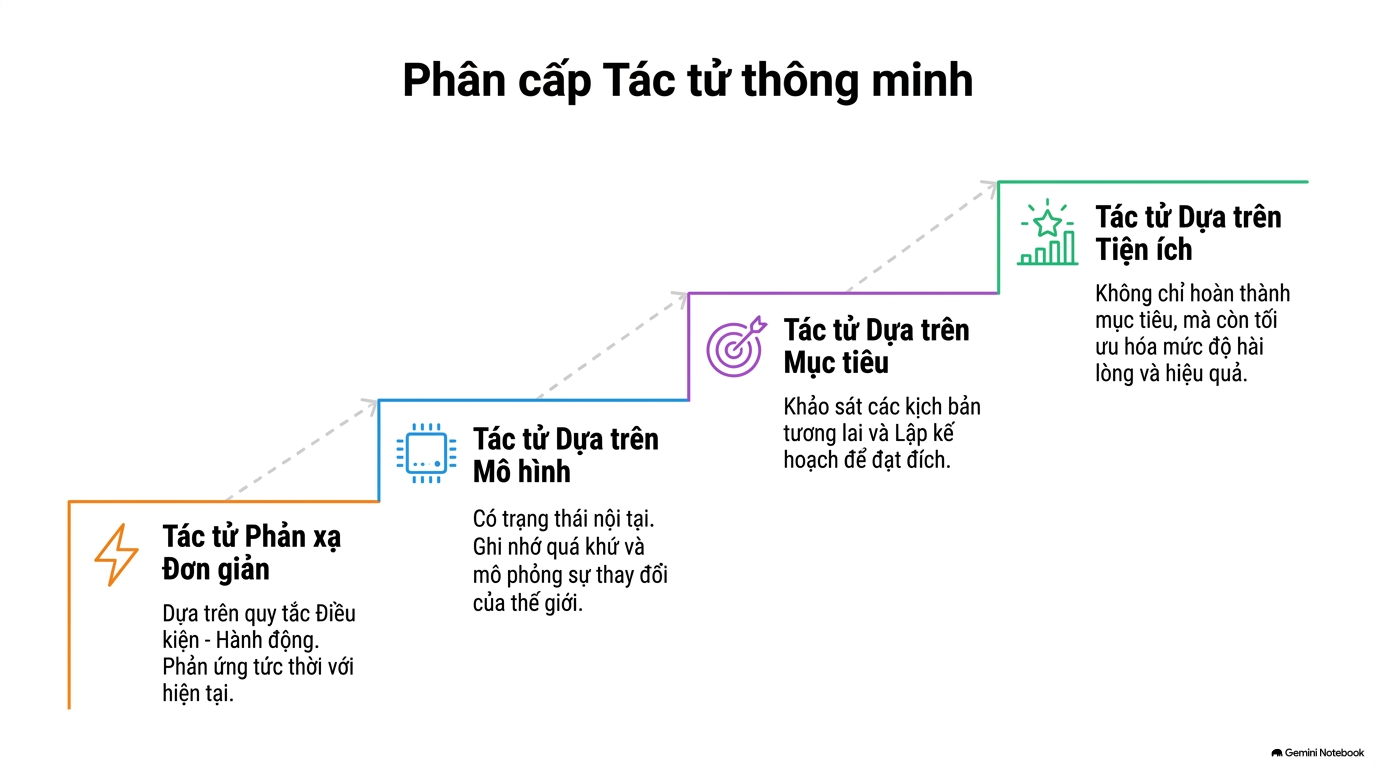 Phân cấp Tác tử thông minh
Tác tử Phản xạ
Đơn giản
Dựa trên quy tắc Điều
kiện - Hành động.
Phản ứng tức thời với
hiện tại.
Tác tử Dựa trên
Mô hình
Có trạng thái nội tại.
Ghi nhớ quá khứ và
mô phỏng sự thay đổi
của thế giới.
Tác tử Dựa trên
Mục tiêu
Khảo sát các kịch bản
tương lai và Lập kế
hoạch để đạt đích.
Tác tử Dựa trên
Tiện ích
Không chỉ hoàn thành
mục tiêu, mà còn tối
ưu hóa mức độ hài
lòng và hiệu quả.
Gemini Notebook